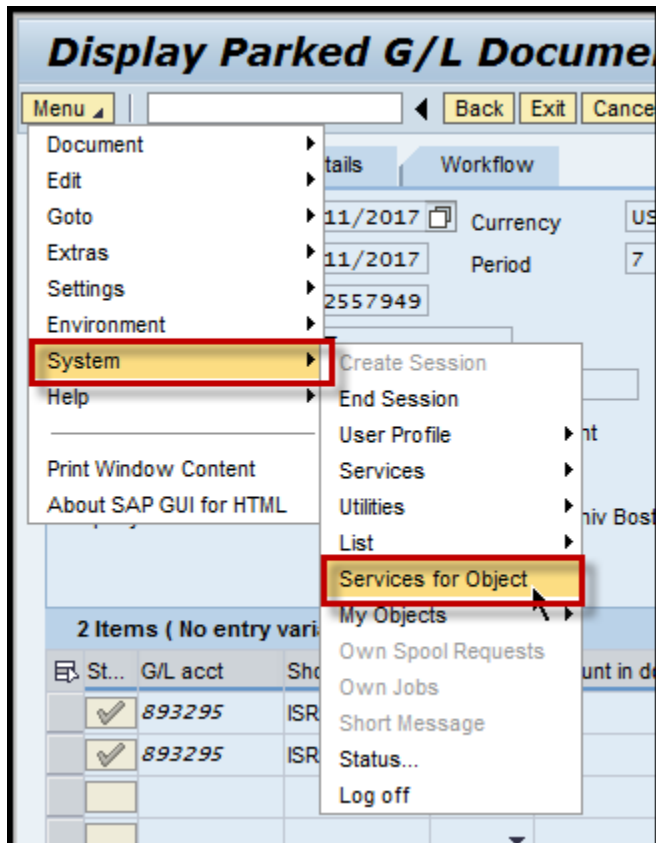 Display Parked G/L Docume
Menu Back Exit Cance
Document
Edit
Goto
Extras
Settings
Environment
System
Help
Print Window Content
About SAP GUI for HTML
tails Workflow
11/2017 Currency US
11/2017 Period 7
2557949
Create Session
End Session
User Profile
Services
Utilities
List
Services for Object
My Objects
Own Spool Requests
Own Jobs
Short Message
Status...
Log off
nt
niv Bost
2 Items ( No entry vari
St... G/L acct Sho unt in do
893295 ISR
893295 ISR